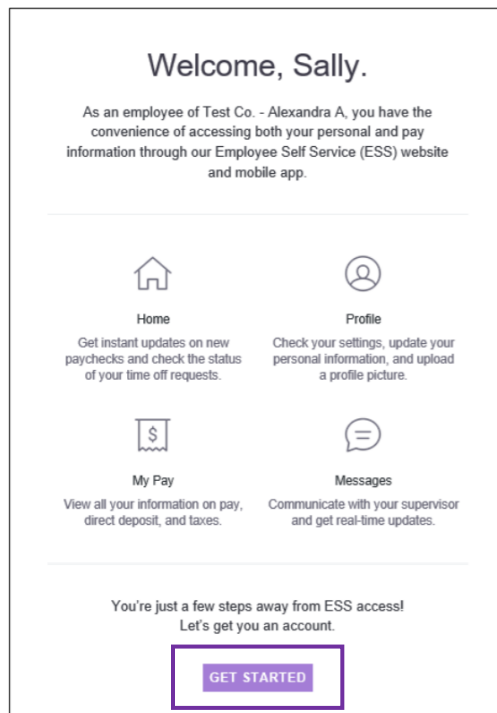 Welcome, Sally.
As an employee of Test Co. - Alexandra A, you have the
convenience of accessing both your personal and pay
information through our Employee Self Service (ESS) website
and mobile app.
Home
Get instant updates on new
paychecks and check the status
of your time off requests.
Profile
Check your settings, update your
personal information, and upload
a profile picture.
$
My Pay
View all your information on pay,
direct deposit, and taxes.
Messages
Communicate with your supervisor
and get real-time updates.
You're just a few steps away from ESS access!
Let's get you an account.
GET STARTED